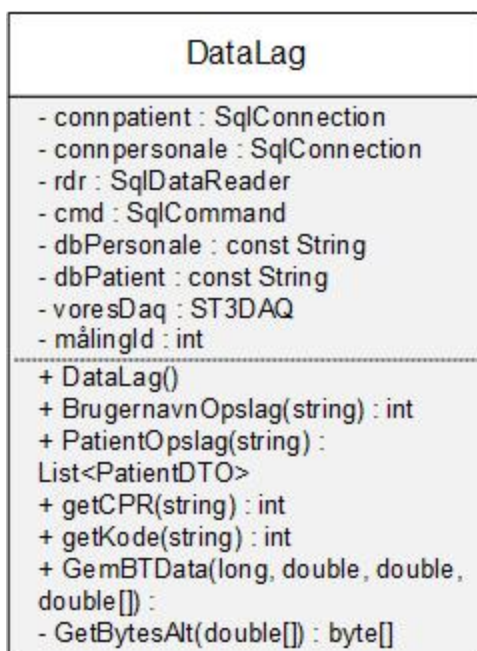 DataLag
- connpatient : SqlConnection
- connpersonale : SqlConnection
- rdr : SqlDataReader
- cmd : SqlCommand
- dbPersonale : const String
- dbPatient : const String
- voresDaq : ST3DAQ
- målingId : int
+ DataLag()
+ BrugernavnOpslag(string) : int
+ PatientOpslag(string) :
List<PatientDTO>
+ getCPR(string) : int
+ getKode(string) : int
+ GemBTData(long, double, double,
double[]) :
- GetBytesAlt(double[]) : byte[]